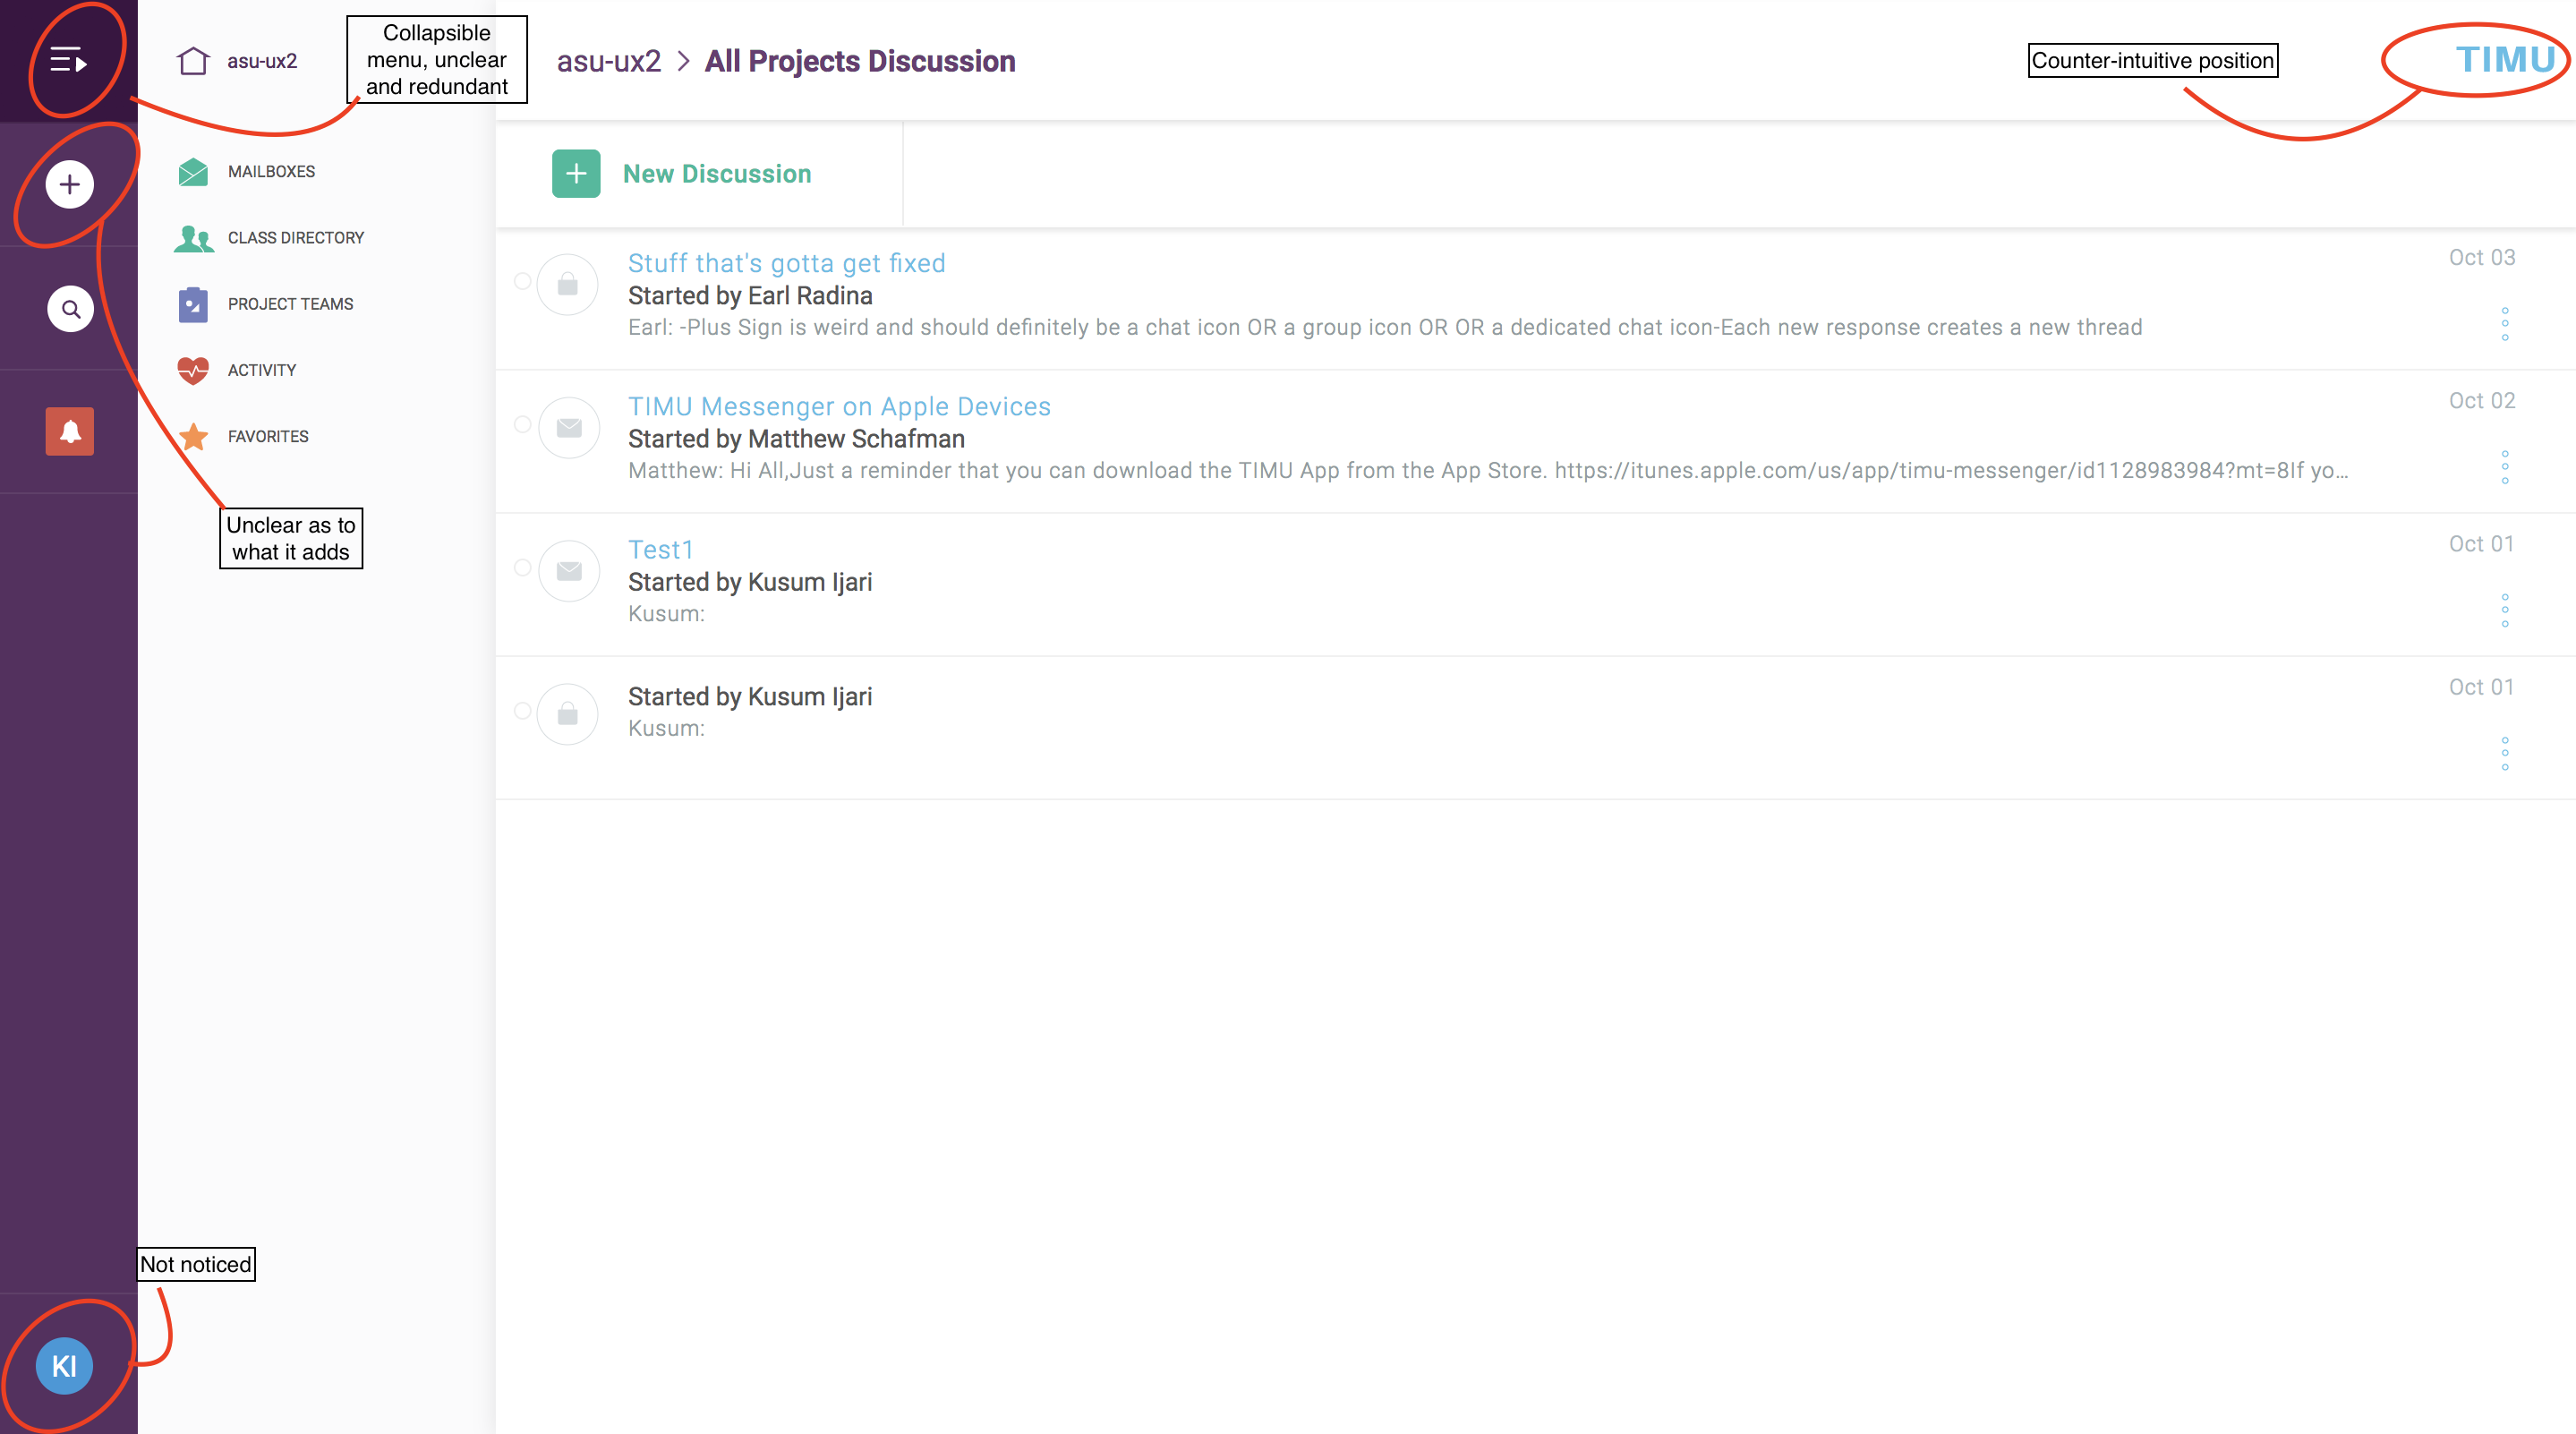 asu-ux2
Collapsible
menu, unclear
and redundant
asu-ux2 > All Projects Discussion
Counter-intuitive position
TIMU
MAILBOXES
CLASS DIRECTORY
PROJECT TEAMS
ACTIVITY
FAVORITES
Unclear as to
what it adds
Not noticed
KI
New Discussion
Stuff that's gotta get fixed
Oct 03
Started by Earl Radina
Earl: -Plus Sign is weird and should definitely be a chat icon OR a group icon OR OR a dedicated chat icon-Each new response creates a new thread
TIMU Messenger on Apple Devices
Oct 02
Started by Matthew Schafman
Matthew: Hi All,Just a reminder that you can download the TIMU App from the App Store. https://itunes.apple.com/us/app/timu-messenger/id1128983984?mt=8If yo...
Test1
Oct 01
Started by Kusum Ijari
Kusum:
Started by Kusum Ijari
Oct 01
Kusum: